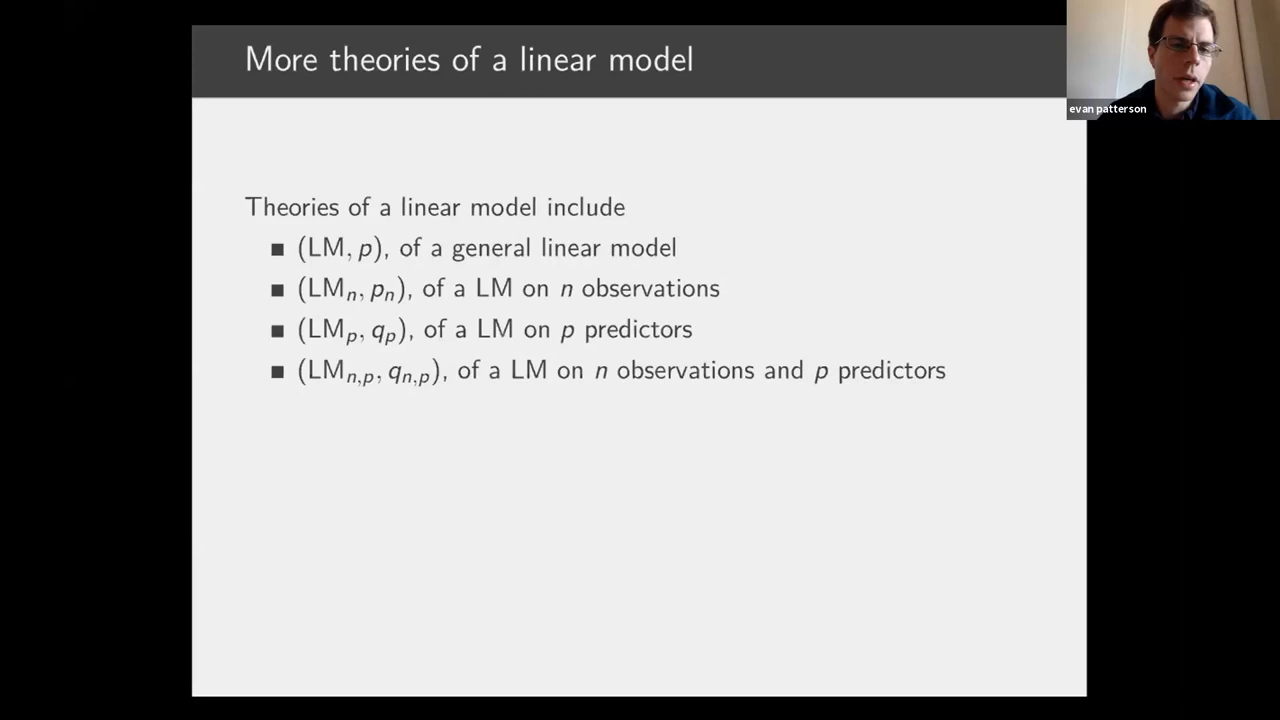 More theories of a linear model
evan patterson
Theories of a linear model include
■ (LM, p), of a general linear model
■ (LMₙ, pₙ), of a LM on n observations
■ (LMₚ, qₚ), of a LM on p predictors
■ (LMₙ,ₚ, qₙ,ₚ), of a LM on n observations and p predictors